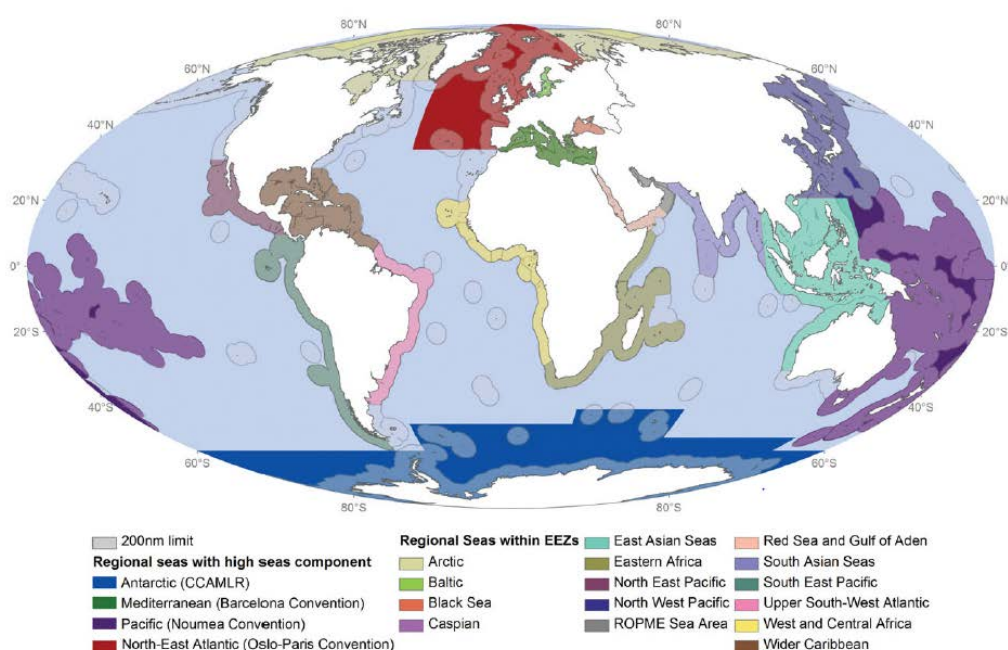 80°N
80°N
60°N
60°N
40°N
40°N
20°N
20°N
0°
0°
20°S
20°S
40°S
40°S
60°S
60°S
80°S
80°S
200nm limit
Regional seas with high seas component
Antarctic (CCAMLR)
Mediterranean (Barcelona Convention)
Pacific (Noumea Convention)
North-East Atlantic (Oslo-Paris Convention)
Regional Seas within EEZs
Arctic
Baltic
Black Sea
Caspian
East Asian Seas
Eastern Africa
North East Pacific
North West Pacific
ROPME Sea Area
Red Sea and Gulf of Aden
South Asian Seas
South East Pacific
Upper South-West Atlantic
West and Central Africa
Wider Caribbean